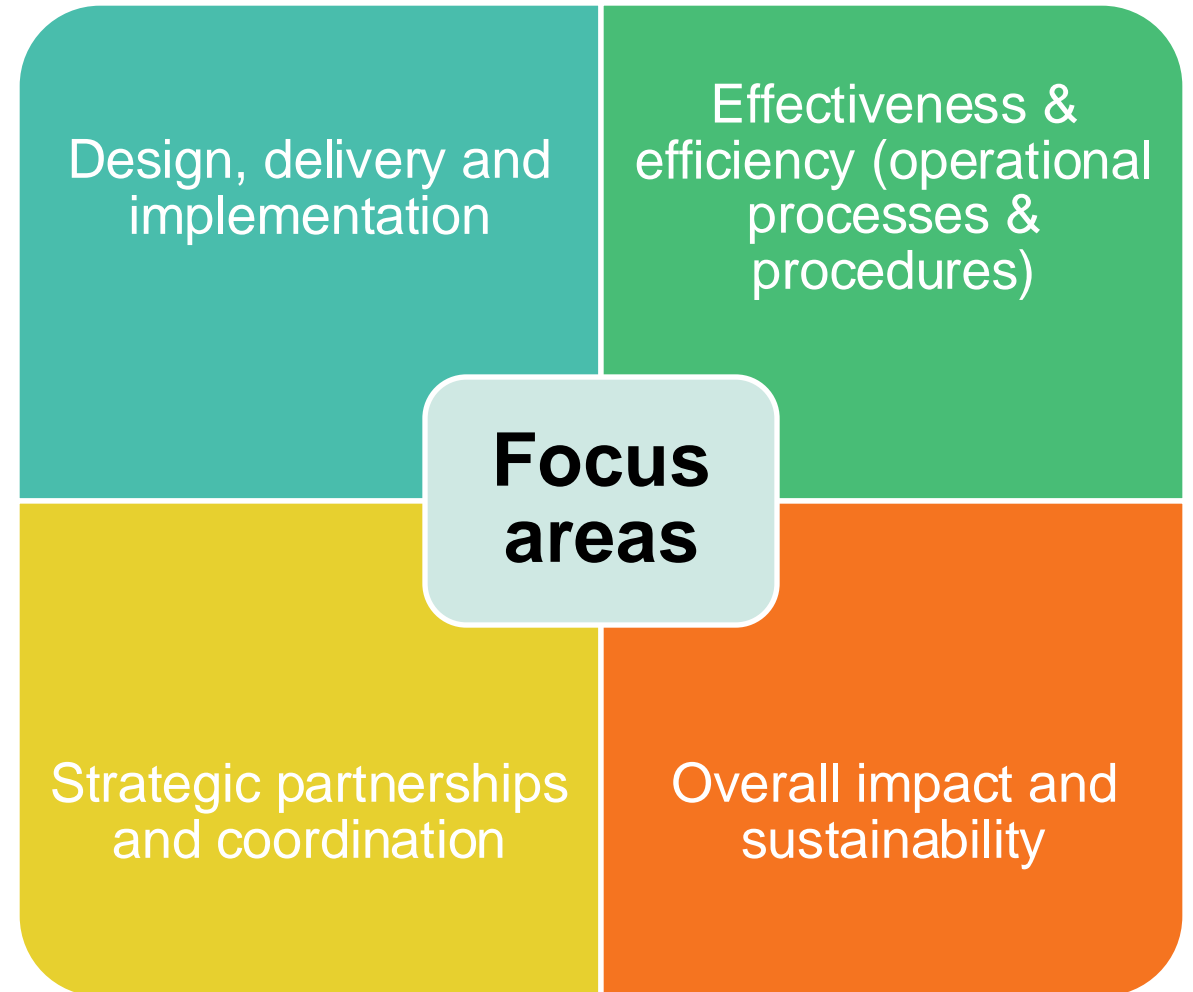 Design, delivery and
implementation
Effectiveness &
efficiency (operational
processes &
procedures)
Focus
areas
Strategic partnerships
and coordination
Overall impact and
sustainability